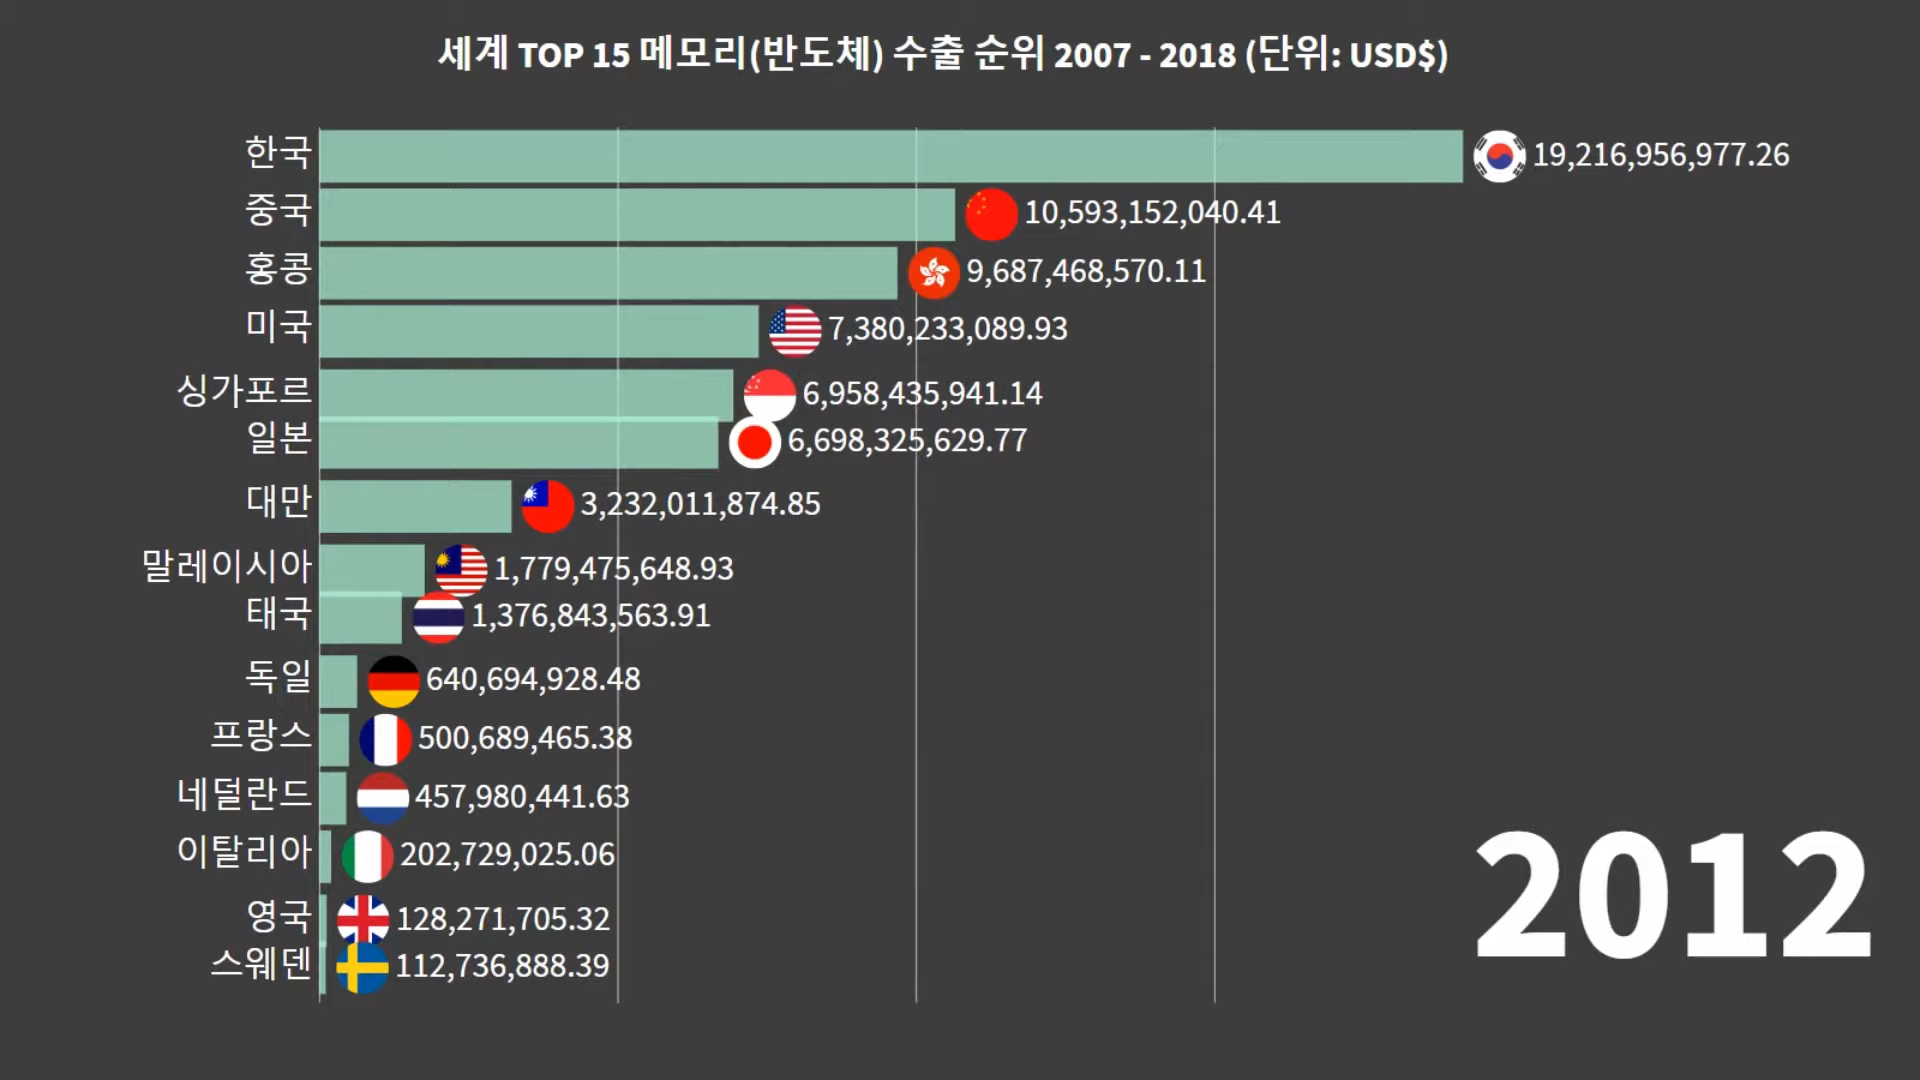 세계 TOP 15 메모리(반도체) 수출 순위 2007 - 2018 (단위: USD$)
한국 19,216,956,977.26
중국 10,593,152,040.41
홍콩 9,687,468,570.11
미국 7,380,233,089.93
싱가포르 6,958,435,941.14
일본 6,698,325,629.77
대만 3,232,011,874.85
말레이시아 1,779,475,648.93
태국 1,376,843,563.91
독일 640,694,928.48
프랑스 500,689,465.38
네덜란드 457,980,441.63
이탈리아 202,729,025.06
영국 128,271,705.32
스웨덴 112,736,888.39
2012